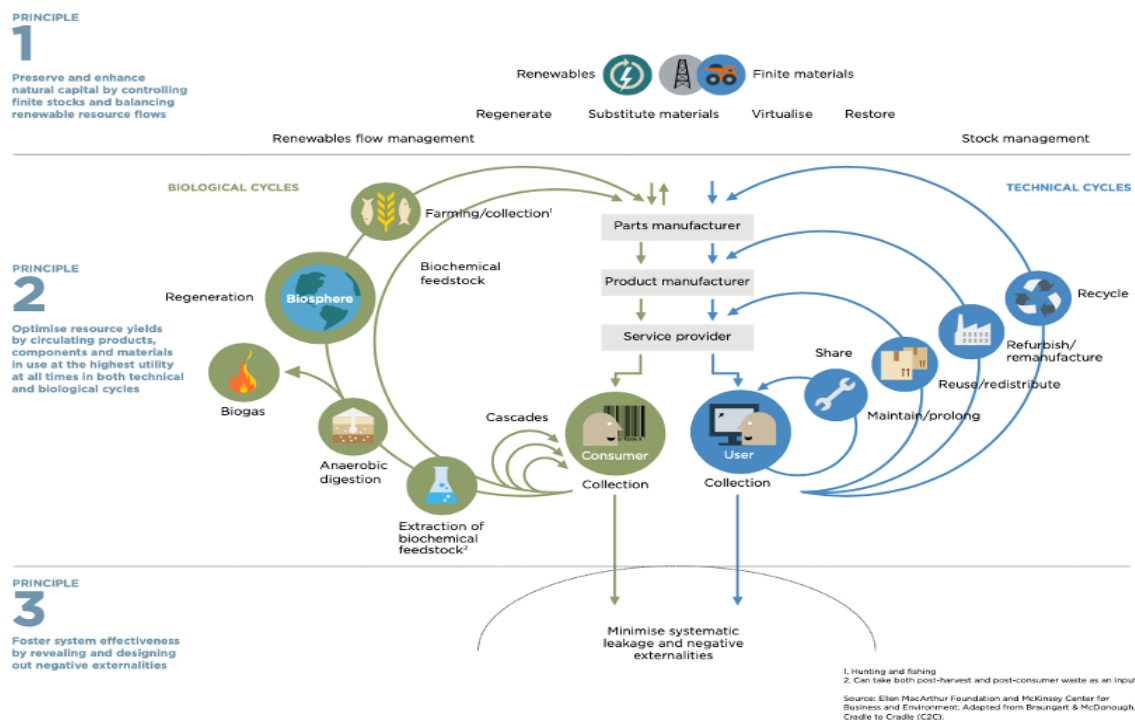 PRINCIPLE
1
Preserve and enhance
natural capital by controlling
finite stocks and balancing
renewable resource flows
Renewables
Finite materials
Regenerate
Substitute materials
Virtualise
Restore
Renewables flow management
Stock management
BIOLOGICAL CYCLES
TECHNICAL CYCLES
PRINCIPLE
2
Optimise resource yields
by circulating products,
components and materials
in use at the highest utility
at all times in both technical
and biological cycles
Farming/collection¹
Biochemical
feedstock
Regeneration
Biosphere
Biogas
Anaerobic
digestion
Extraction of
biochemical
feedstock²
Cascades
Parts manufacturer
Product manufacturer
Service provider
Consumer
Collection
User
Collection
Share
Maintain/prolong
Reuse/redistribute
Refurbish/
remanufacture
Recycle
PRINCIPLE
3
Foster system effectiveness
by revealing and designing
out negative externalities
Minimise systematic
leakage and negative
externalities
1. Hunting and fishing
2. Can take both post-harvest and post-consumer waste as an input
Source: Ellen MacArthur Foundation and McKinsey Center for
Business and Environment; Adapted from Braungart & McDonough,
Cradle to Cradle (C2C).